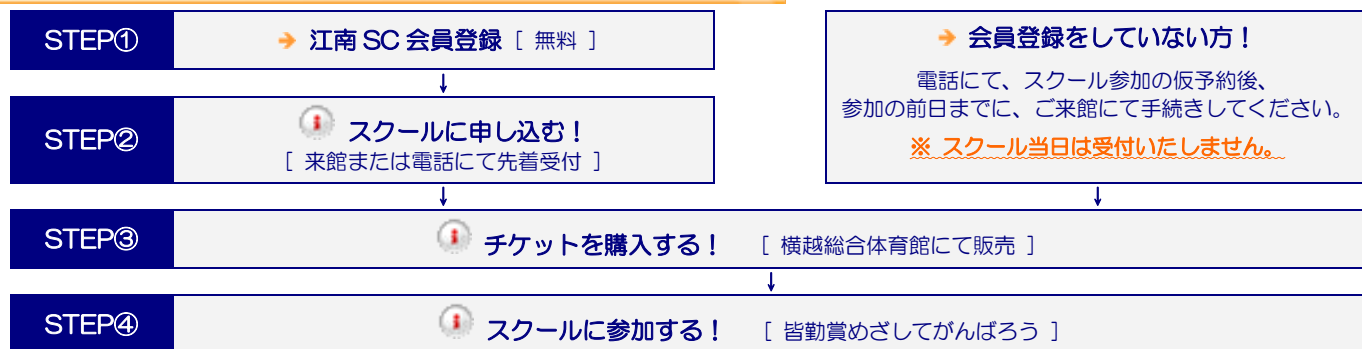 STEP①
江南SC会員登録 [ 無料 ]
STEP②
スクールに申し込む！
[ 来館または電話にて先着受付 ]
会員登録をしていない方！
電話にて、スクール参加の仮予約後、
参加の前日までに、ご来館にて手続きしてください。
※ スクール当日は受付いたしません。
STEP③
チケットを購入する！ [ 横越総合体育館にて販売 ]
STEP④
スクールに参加する！ [ 皆勤賞めざしてがんばろう ]